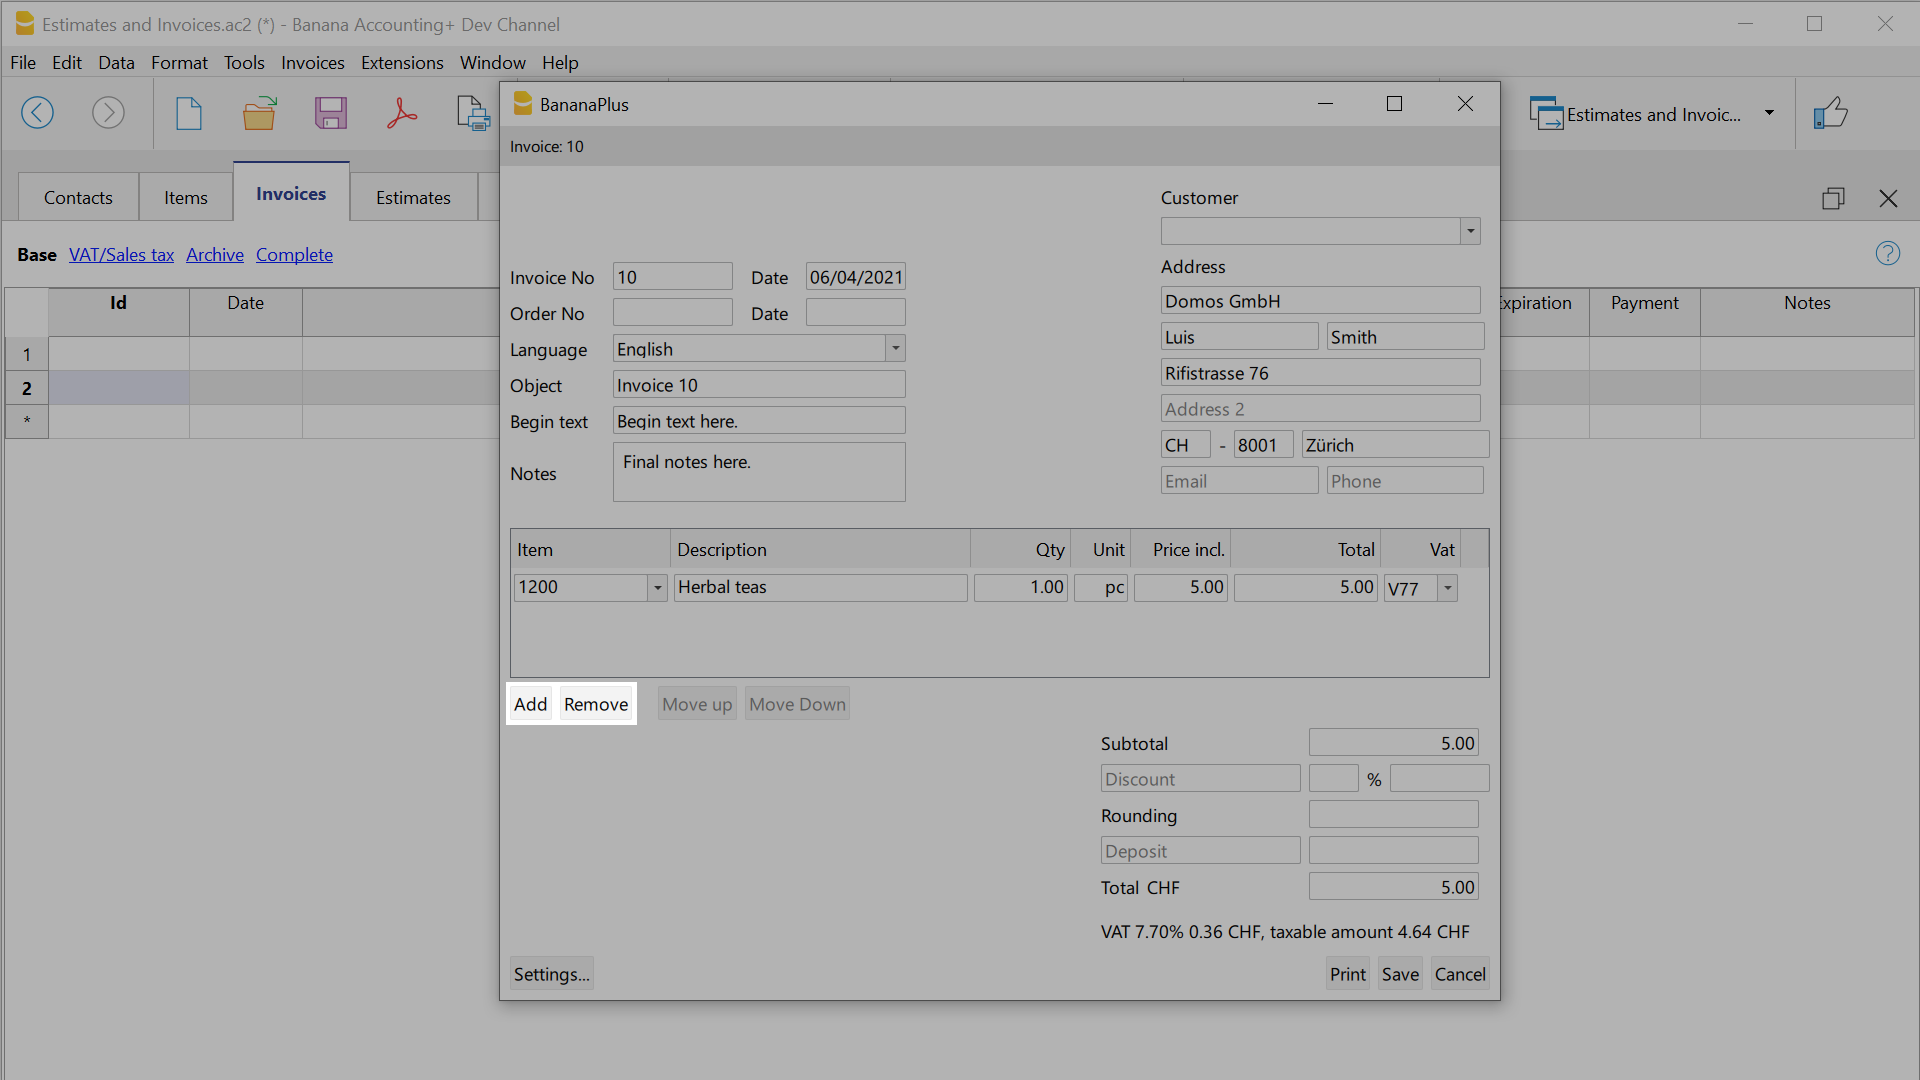 Estimates and Invoices.ac2 (*) - Banana Accounting+ Dev Channel
File Edit Data Format Tools Invoices Extensions Window Help
Estimates and Invoic...
Contacts Items Invoices Estimates
Base VAT/Sales tax Archive Complete
Id Date Expiration Payment Notes
1
2
*
BananaPlus
Invoice: 10
Customer
Address
Invoice No 10 Date 06/04/2021
Domos GmbH
Order No Date
Luis Smith
Language English
Rifistrasse 76
Object Invoice 10
Address 2
Begin text Begin text here.
CH - 8001 Zürich
Notes Final notes here.
Email Phone
Item Description Qty Unit Price incl. Total Vat
1200 Herbal teas 1.00 pc 5.00 5.00 V77
Add Remove Move up Move Down
Subtotal 5.00
Discount %
Rounding
Deposit
Total CHF 5.00
VAT 7.70% 0.36 CHF, taxable amount 4.64 CHF
Settings... Print Save Cancel